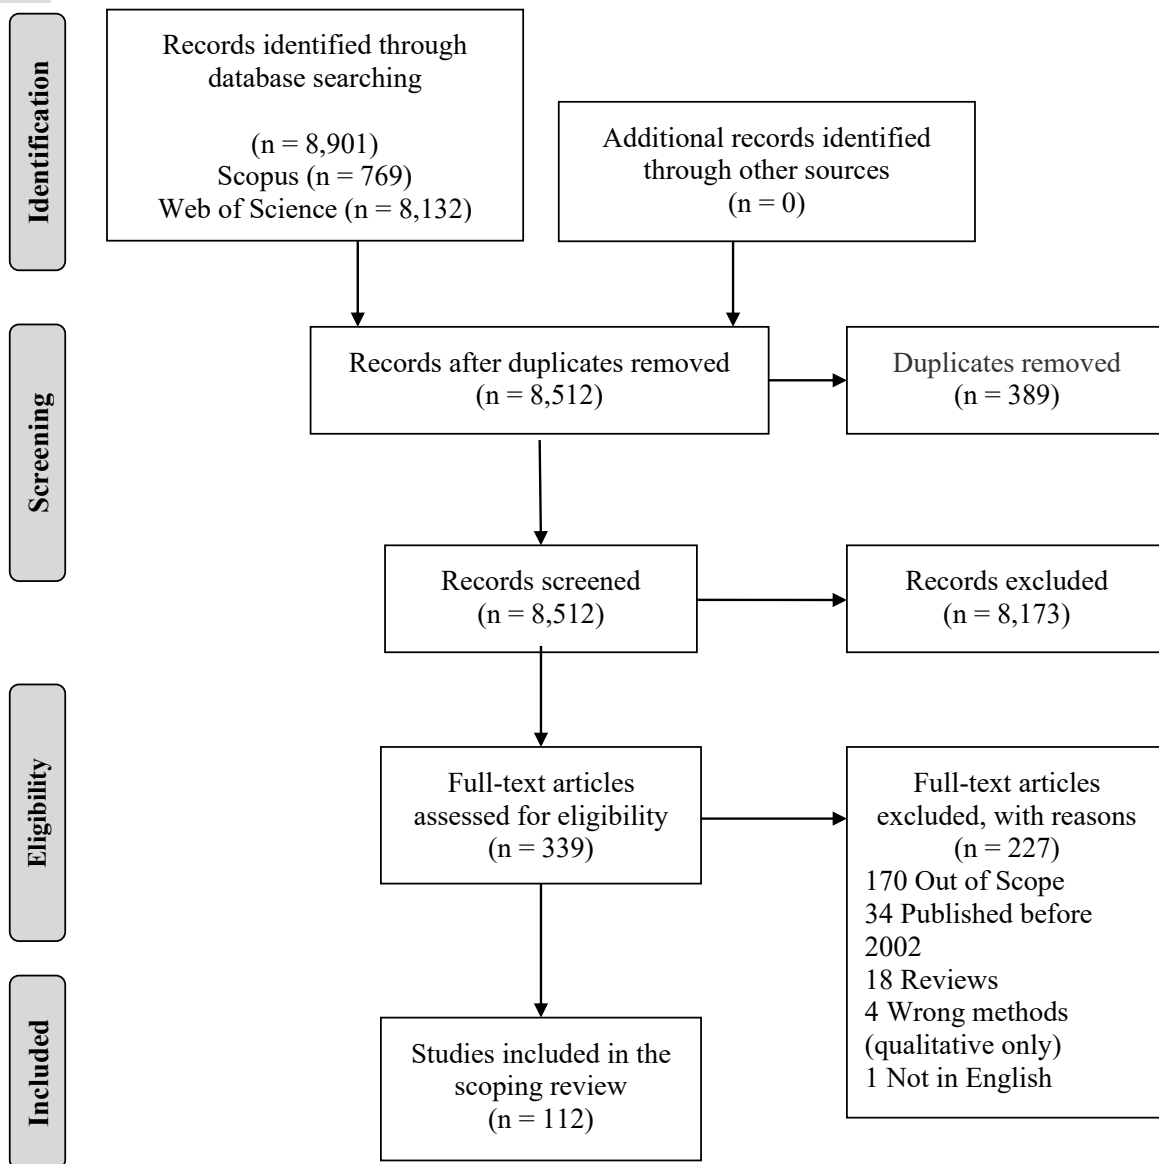 Identification
Records identified through
database searching
(n = 8,901)
Scopus (n = 769)
Web of Science (n = 8,132)
Additional records identified
through other sources
(n = 0)
Screening
Records after duplicates removed
(n = 8,512)
Duplicates removed
(n = 389)
Records screened
(n = 8,512)
Records excluded
(n = 8,173)
Eligibility
Full-text articles
assessed for eligibility
(n = 339)
Full-text articles
excluded, with reasons
(n = 227)
170 Out of Scope
34 Published before
2002
18 Reviews
4 Wrong methods
(qualitative only)
1 Not in English
Included
Studies included in the
scoping review
(n = 112)